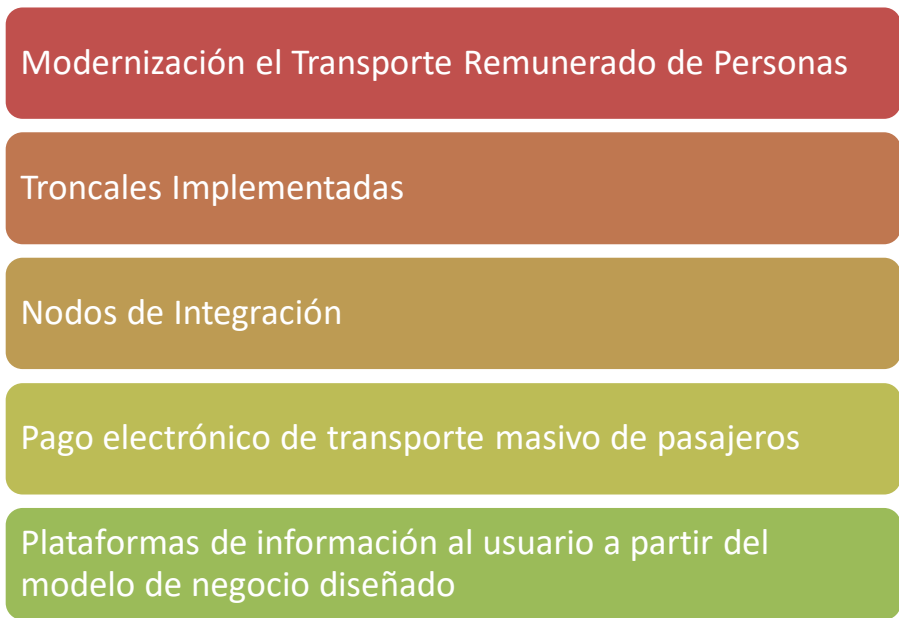 Modernización el Transporte Remunerado de Personas
Troncales Implementadas
Nodos de Integración
Pago electrónico de transporte masivo de pasajeros
Plataformas de información al usuario a partir del
modelo de negocio diseñado